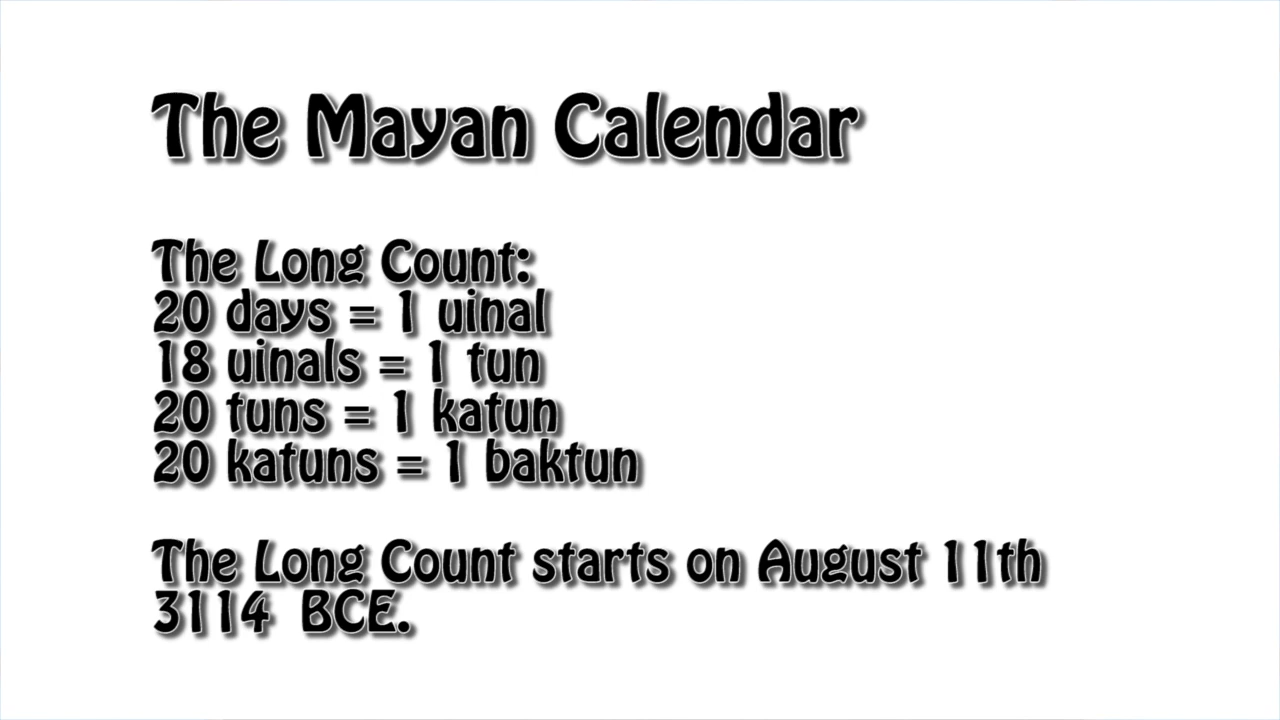 The Mayan Calendar
The Long Count:
20 days = 1 uinal
18 uinals = 1 tun
20 tuns = 1 katun
20 katuns = 1 baktun
The Long Count starts on August 11th
3114 BCE.